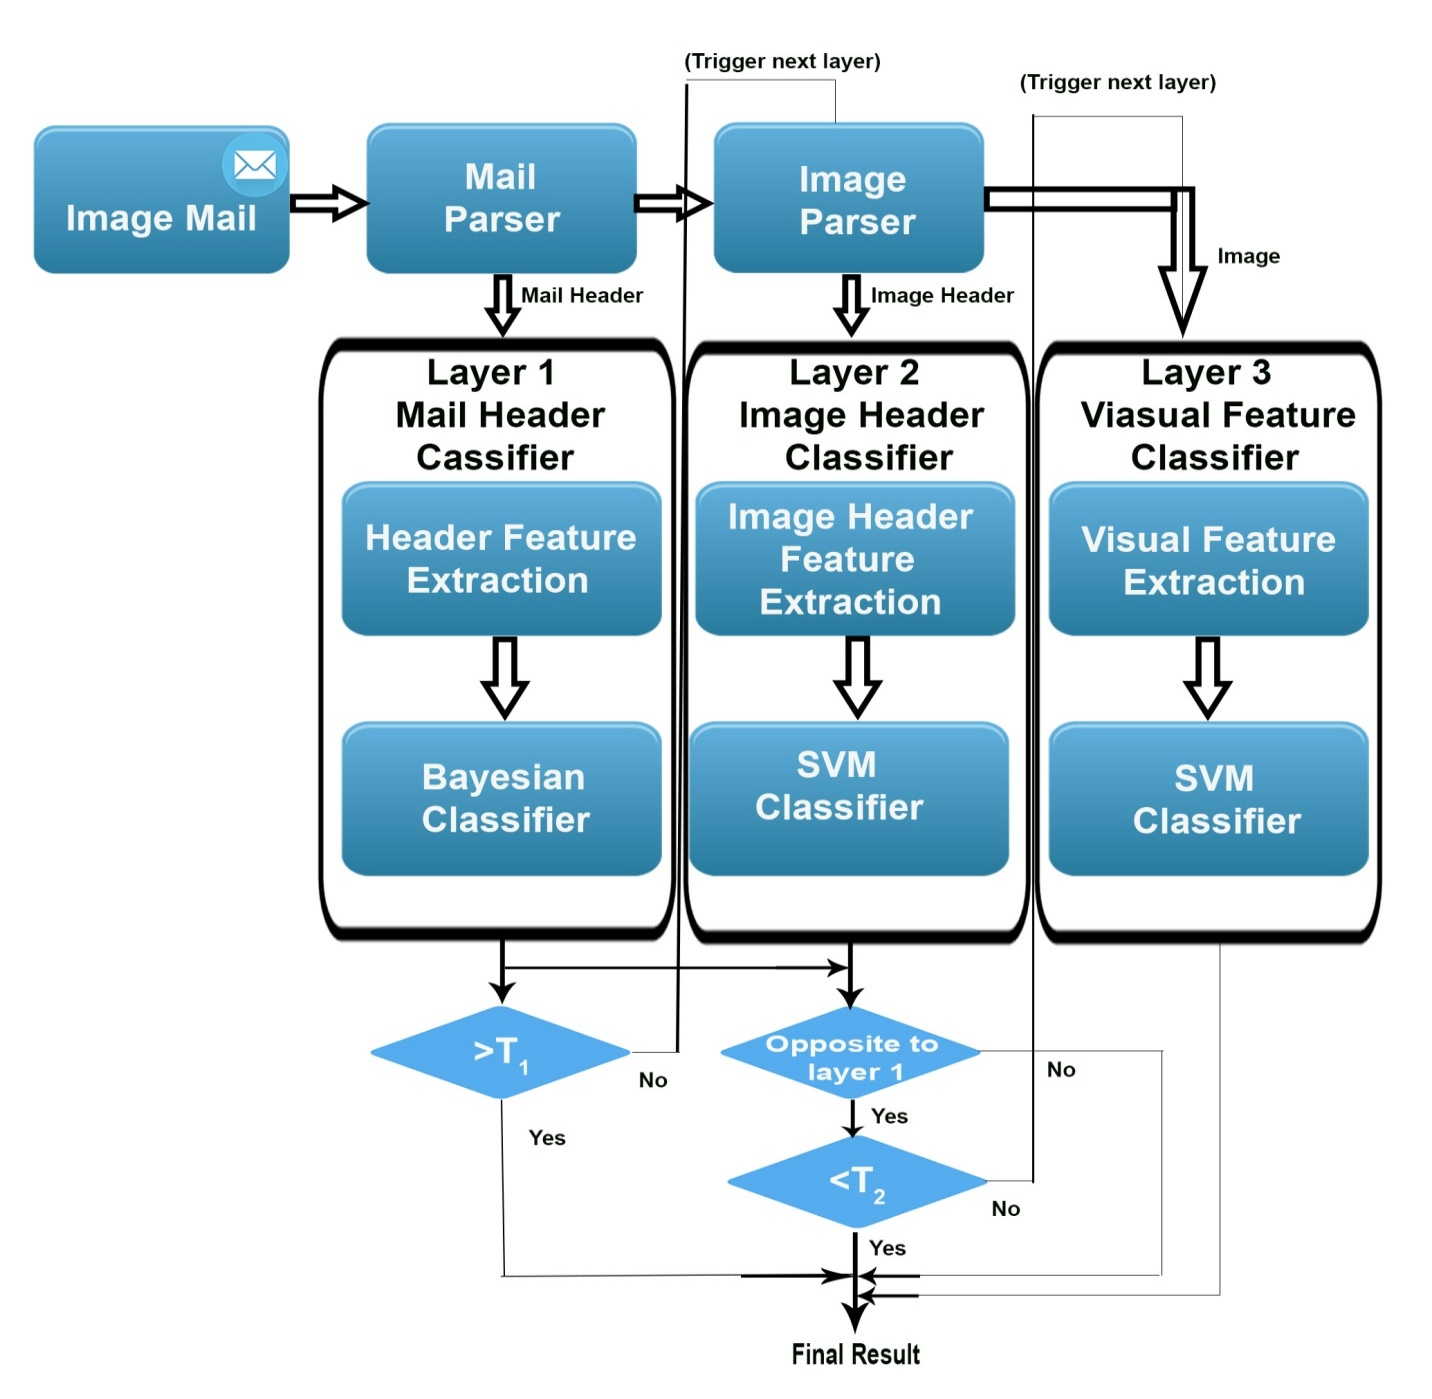 (Trigger next layer)
(Trigger next layer)
Image Mail
Mail
Parser
Image
Parser
Mail Header
Image Header
Image
Layer 1
Mail Header
Cassifier
Header Feature
Extraction
Bayesian
Classifier
Layer 2
Image Header
Classifier
Image Header
Feature
Extraction
SVM
Classifier
Layer 3
Viasual Feature
Classifier
Visual Feature
Extraction
SVM
Classifier
>T1
No
Yes
Opposite to
layer 1
No
Yes
<T2
No
Yes
Final Result